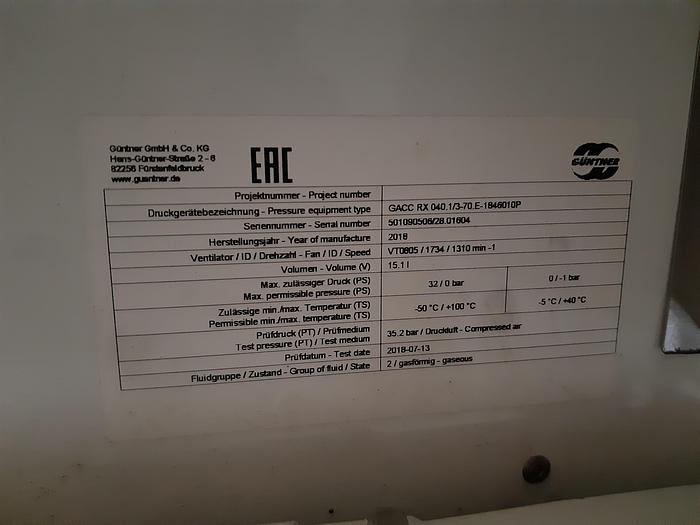 Güntner GmbH & Co. KG
Hans-Güntner-Straße 2 - 6
82256 Fürstenfeldbruck
www.guentner.de
EAC
GÜNTNER
Projektnummer - Project number
Druckgerätebezeichnung - Pressure equipment type GACC RX 040.1/3-70.E-1846010P
Seriennummer - Serial number 501090506/28.01604
Herstellungsjahr - Year of manufacture 2018
Ventilator / ID / Drehzahl - Fan / ID / Speed VT0805 / 1734 / 1310 min -1
Volumen - Volume (V) 15.1 l
Max. zulässiger Druck (PS) 32 / 0 bar 0 / -1 bar
Max. permissible pressure (PS)
Zulässige min./max. Temperatur (TS) -50 °C / +100 °C -5 °C / +40 °C
Permissible min./max. temperature (TS)
Prüfdruck (PT) / Prüfmedium 35.2 bar / Druckluft - Compressed air
Test pressure (PT) / Test medium
Prüfdatum - Test date 2018-07-13
Fluidgruppe / Zustand - Group of fluid / State 2 / gasförmig - gaseous